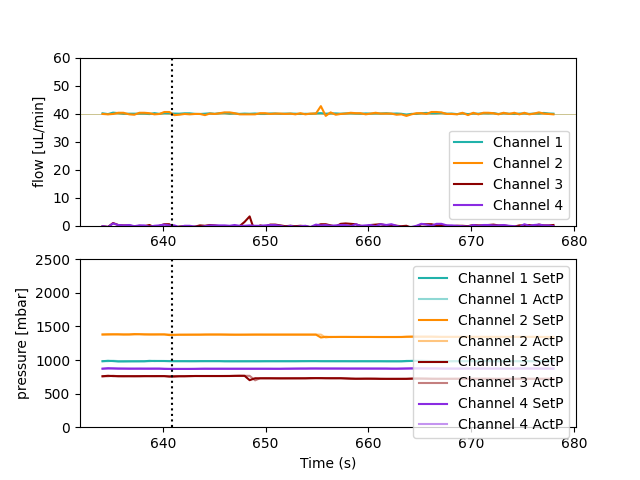 60
50
40
30
20
10
0
flow [uL/min]
Channel 1
Channel 2
Channel 3
Channel 4
640
650
660
670
680
2500
2000
1500
1000
500
0
pressure [mbar]
Channel 1 SetP
Channel 1 ActP
Channel 2 SetP
Channel 2 ActP
Channel 3 SetP
Channel 3 ActP
Channel 4 SetP
Channel 4 ActP
640
650
660
670
680
Time (s)